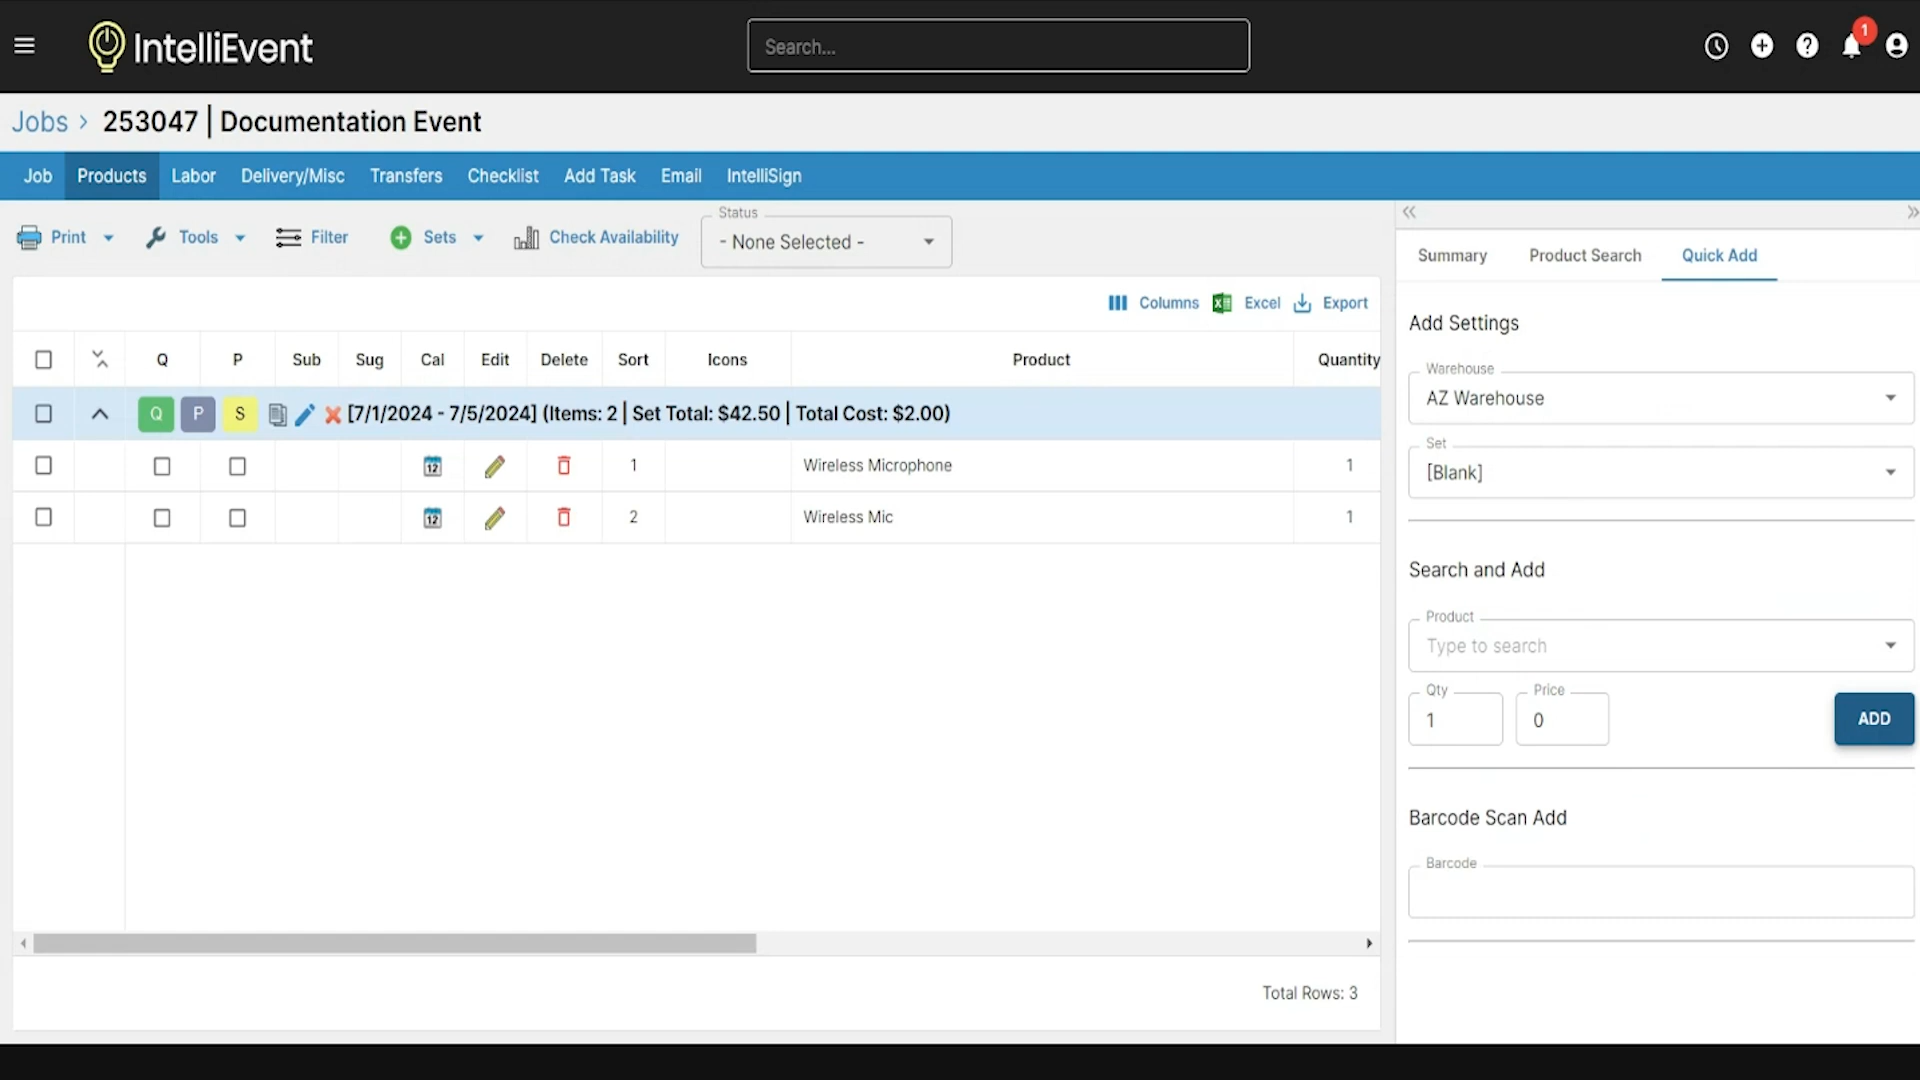 IntelliEvent
Search...
1
Jobs > 253047 | Documentation Event
Job Products Labor Delivery/Misc Transfers Checklist Add Task Email IntelliSign
Print Tools Filter Sets Check Availability Status - None Selected -
Columns Excel Export
Q P Sub Sug Cal Edit Delete Sort Icons Product Quantity
Q P S [7/1/2024 - 7/5/2024] (Items: 2 | Set Total: $42.50 | Total Cost: $2.00)
12 1 Wireless Microphone 1
12 2 Wireless Mic 1
Total Rows: 3
Summary Product Search Quick Add
Add Settings
Warehouse
AZ Warehouse
Set
[Blank]
Search and Add
Product
Type to search
Qty Price
1 0 ADD
Barcode Scan Add
Barcode